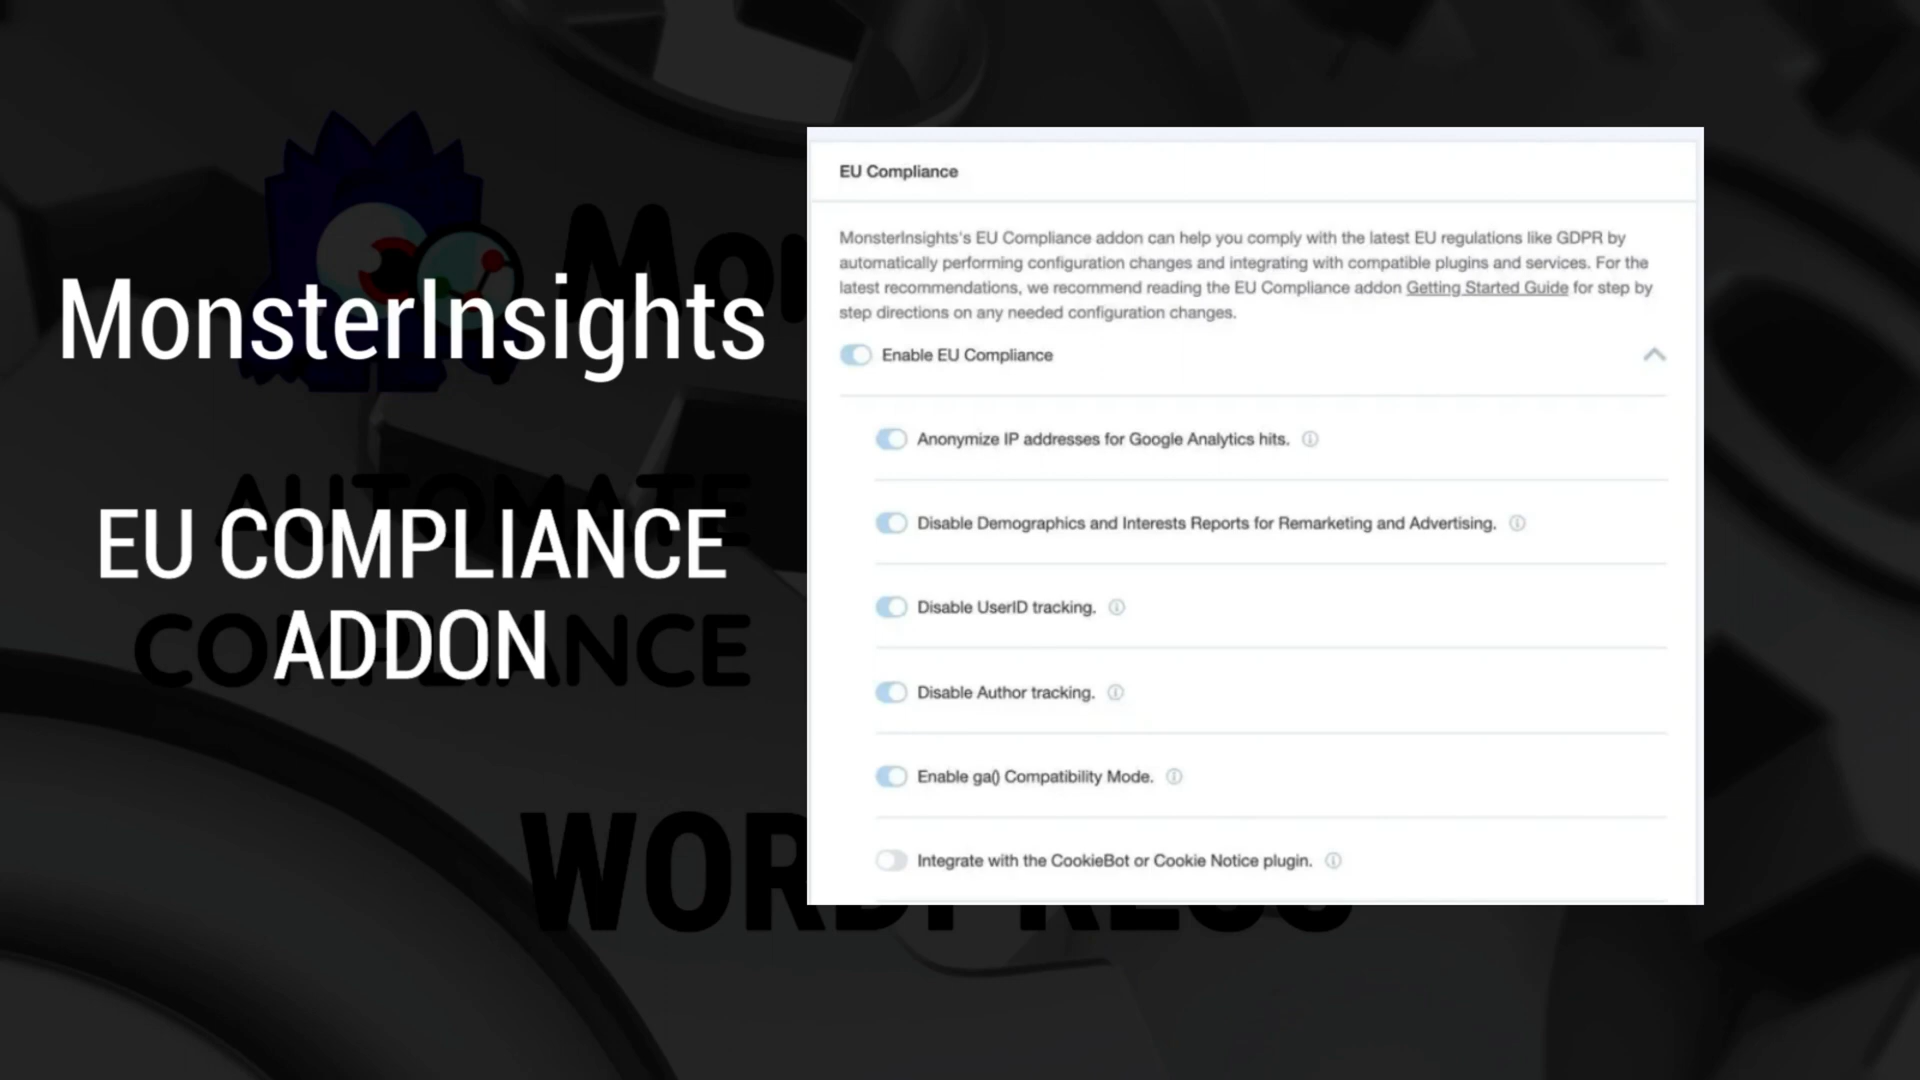 MonsterInsights
EU COMPLIANCE
ADDON
Mon
AUTOMATE
COMPLIANCE
WORDPRESS
EU Compliance
MonsterInsights's EU Compliance addon can help you comply with the latest EU regulations like GDPR by
automatically performing configuration changes and integrating with compatible plugins and services. For the
latest recommendations, we recommend reading the EU Compliance addon Getting Started Guide for step by
step directions on any needed configuration changes.
Enable EU Compliance
Anonymize IP addresses for Google Analytics hits.
Disable Demographics and Interests Reports for Remarketing and Advertising.
Disable UserID tracking.
Disable Author tracking.
Enable ga() Compatibility Mode.
Integrate with the CookieBot or Cookie Notice plugin.